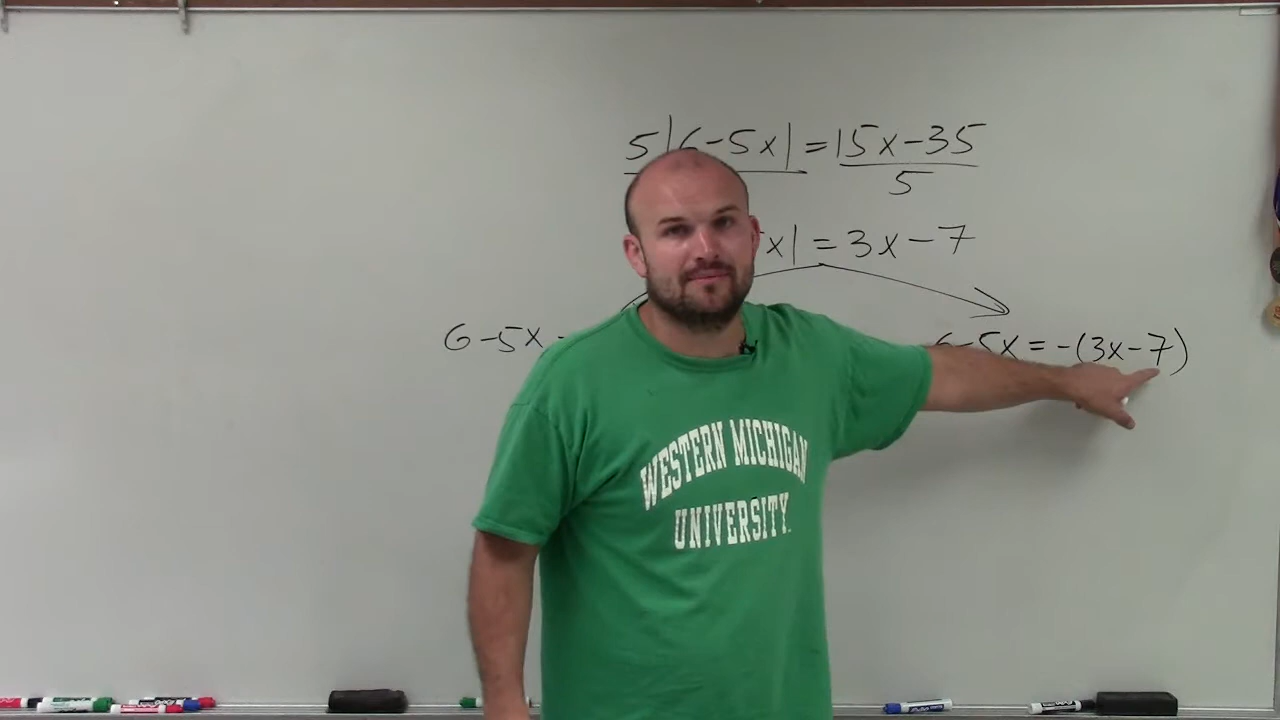 5|6-5x| = 15x-35
5
x| = 3x-7
6-5x
6-5x = -(3x-7)
WESTERN MICHIGAN
UNIVERSITY